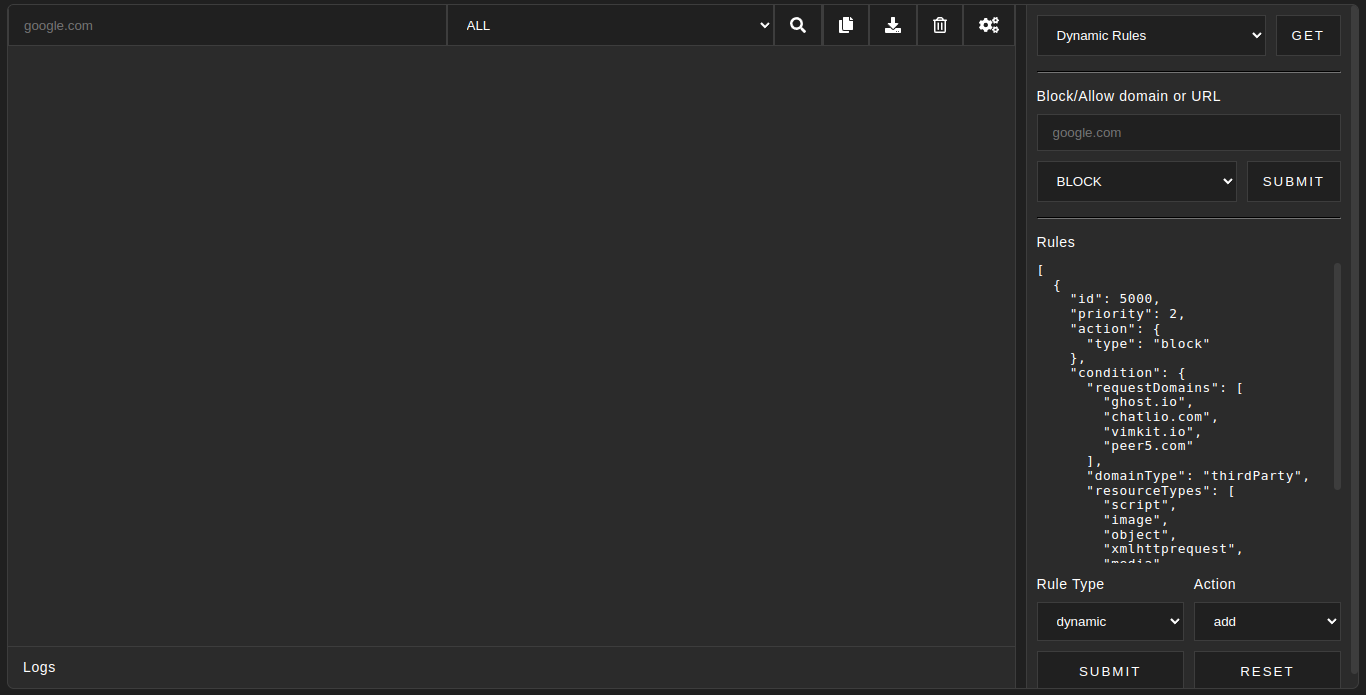 google.com
ALL
Dynamic Rules
GET
Block/Allow domain or URL
google.com
BLOCK
SUBMIT
Rules
[
  {
    "id": 5000,
    "priority": 2,
    "action": {
      "type": "block"
    },
    "condition": {
      "requestDomains": [
        "ghost.io",
        "chatlio.com",
        "vimkit.io",
        "peer5.com"
      ],
      "domainType": "thirdParty",
      "resourceTypes": [
        "script",
        "image",
        "object",
        "xmlhttprequest",
        "media"
Rule Type
Action
dynamic
add
SUBMIT
RESET
Logs